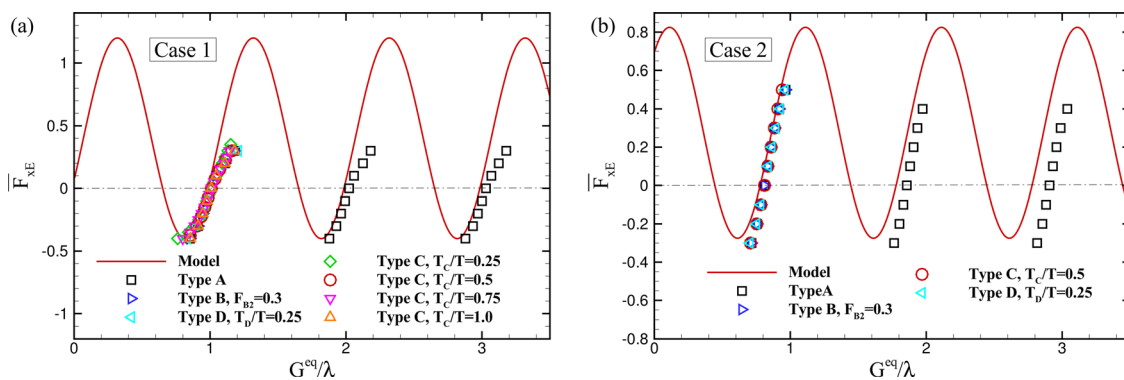 (a)
Case 1
1
0.5
0
-0.5
-1
F̅xE
Model
Type A
Type B, FB2=0.3
Type D, TD/T=0.25
Type C, TC/T=0.25
Type C, TC/T=0.5
Type C, TC/T=0.75
Type C, TC/T=1.0
0 1 2 3
Geq/λ
(b)
Case 2
0.8
0.6
0.4
0.2
0
-0.2
-0.4
-0.6
-0.8
F̅xE
Model
TypeA
Type B, FB2=0.3
Type C, TC/T=0.5
Type D, TD/T=0.25
0 1 2 3
Geq/λ